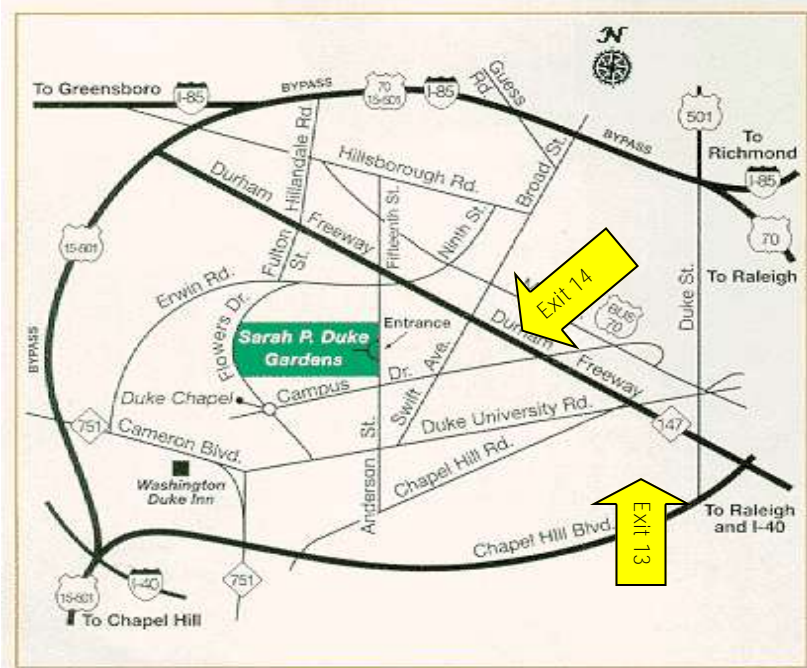 N
To Greensboro
I-85
BYPASS
70
15-501
I-85
Guess
Rd.
501
BYPASS
To
Richmond
I-85
70
To Raleigh
Hillandale Rd.
Hillsborough Rd.
Broad St.
Durham
Freeway
Fifteenth St.
Ninth St.
Fulton
St.
15-501
Erwin Rd.
Flowers Dr.
Exit 14
BUS
70
Duke St.
Sarah P. Duke
Gardens
Entrance
Durham
Freeway
BYPASS
Duke Chapel
Campus
Dr.
Swift
Ave.
751
Cameron Blvd.
Duke University Rd.
147
Washington
Duke Inn
Anderson
St.
Chapel Hill Rd.
Exit 13
To Raleigh
and I-40
Chapel Hill Blvd.
751
I-40
15-501
To Chapel Hill